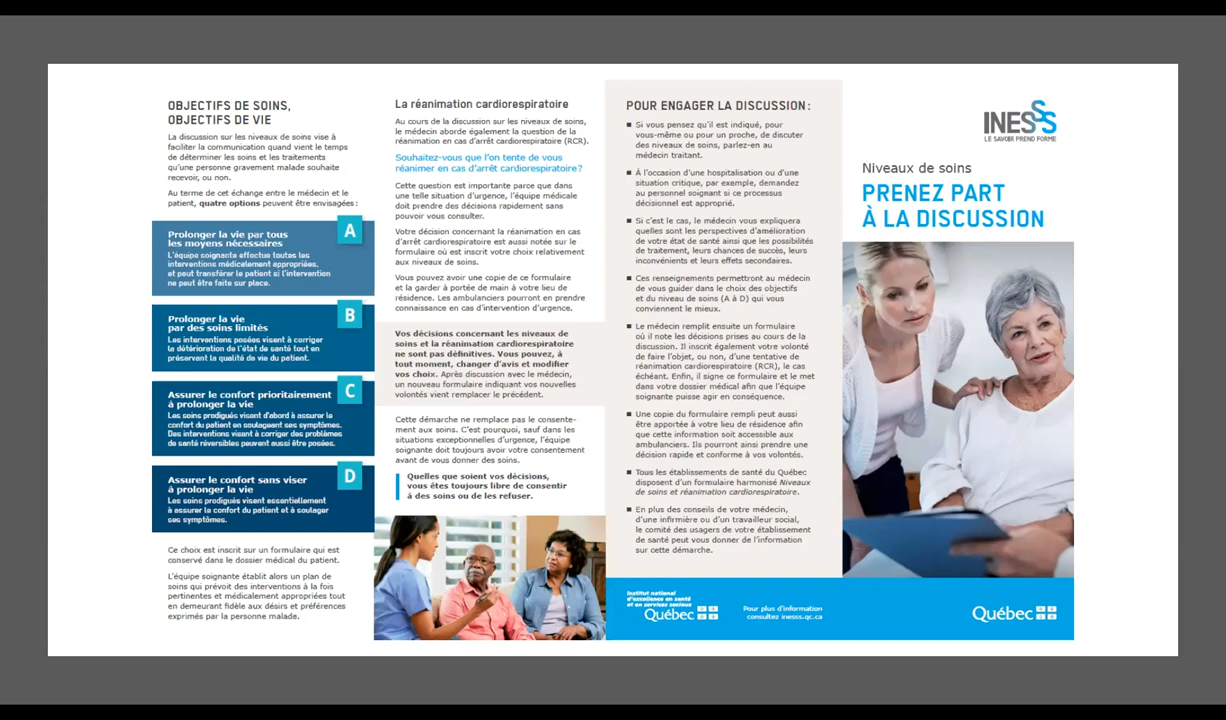 OBJECTIFS DE SOINS,
OBJECTIFS DE VIE
La discussion sur les niveaux de soins vise à
faciliter la communication quand vient le temps
de déterminer les soins et les traitements
qu'une personne gravement malade souhaite
recevoir, ou non.
Au terme de cet échange entre le médecin et le
patient, quatre options peuvent être envisagées :
A
Prolonger la vie par tous
les moyens nécessaires
L'équipe soignante effectue toutes les
interventions médicalement appropriées,
et peut transférer le patient si l'intervention
ne peut être faite sur place.
B
Prolonger la vie
par des soins limités
Les interventions posées visent à corriger
la détérioration de l'état de santé tout en
préservant la qualité de vie du patient.
C
Assurer le confort prioritairement
à prolonger la vie
Les soins prodigués visent d'abord à assurer le
confort du patient en soulageant ses symptômes.
Des interventions visant à corriger des problèmes
de santé réversibles peuvent aussi être posées.
D
Assurer le confort sans viser
à prolonger la vie
Les soins prodigués visent essentiellement
à assurer le confort du patient et à soulager
ses symptômes.
Ce choix est inscrit sur un formulaire qui est
conservé dans le dossier médical du patient.
L'équipe soignante établit alors un plan de
soins qui prévoit des interventions à la fois
pertinentes et médicalement appropriées tout
en demeurant fidèle aux désirs et préférences
exprimés par la personne malade.
La réanimation cardiorespiratoire
Au cours de la discussion sur les niveaux de soins,
le médecin aborde également la question de la
réanimation en cas d'arrêt cardiorespiratoire (RCR).
Souhaitez-vous que l'on tente de vous
réanimer en cas d'arrêt cardiorespiratoire ?
Cette question est importante parce que dans
une telle situation d'urgence, l'équipe médicale
doit prendre des décisions rapidement sans
pouvoir vous consulter.
Votre décision concernant la réanimation en cas
d'arrêt cardiorespiratoire est aussi notée sur le
formulaire où est inscrit votre choix relativement
aux niveaux de soins.
Vous pouvez avoir une copie de ce formulaire
et la garder à portée de main à votre lieu de
résidence. Les ambulanciers pourront en prendre
connaissance en cas d'intervention d'urgence.
Vos décisions concernant les niveaux de
soins et la réanimation cardiorespiratoire
ne sont pas définitives. Vous pouvez, à
tout moment, changer d'avis et modifier
vos choix. Après discussion avec le médecin,
un nouveau formulaire indiquant vos nouvelles
volontés vient remplacer le précédent.
Cette démarche ne remplace pas le consente-
ment aux soins. C'est pourquoi, sauf dans les
situations exceptionnelles d'urgence, l'équipe
soignante doit toujours avoir votre consentement
avant de vous donner des soins.
Quelles que soient vos décisions,
vous êtes toujours libre de consentir
à des soins ou de les refuser.
POUR ENGAGER LA DISCUSSION :
■ Si vous pensez qu'il est indiqué, pour
vous-même ou pour un proche, de discuter
des niveaux de soins, parlez-en au
médecin traitant.
■ À l'occasion d'une hospitalisation ou d'une
situation critique, par exemple, demandez
au personnel soignant si ce processus
décisionnel est approprié.
■ Si c'est le cas, le médecin vous expliquera
quelles sont les perspectives d'amélioration
de votre état de santé ainsi que les possibilités
de traitement, leurs chances de succès, leurs
inconvénients et leurs effets secondaires.
■ Ces renseignements permettront au médecin
de vous guider dans le choix des objectifs
et du niveau de soins (A à D) qui vous
conviennent le mieux.
■ Le médecin remplit ensuite un formulaire
où il note les décisions prises au cours de la
discussion. Il inscrit également votre volonté
de faire l'objet, ou non, d'une tentative de
réanimation cardiorespiratoire (RCR), le cas
échéant. Enfin, il signe ce formulaire et le met
dans votre dossier médical afin que l'équipe
soignante puisse agir en conséquence.
■ Une copie du formulaire rempli peut aussi
être apportée à votre lieu de résidence afin
que cette information soit accessible aux
ambulanciers. Ils pourront ainsi prendre une
décision rapide et conforme à vos volontés.
■ Tous les établissements de santé du Québec
disposent d'un formulaire harmonisé Niveaux
de soins et réanimation cardiorespiratoire.
■ En plus des conseils de votre médecin,
d'une infirmière ou d'un travailleur social,
le comité des usagers de votre établissement
de santé peut vous donner de l'information
sur cette démarche.
Institut national
d'excellence en santé
et en services sociaux
Québec
Pour plus d'information
consultez inesss.qc.ca
INESSS
LE SAVOIR PREND FORME
Niveaux de soins
PRENEZ PART
À LA DISCUSSION
Québec